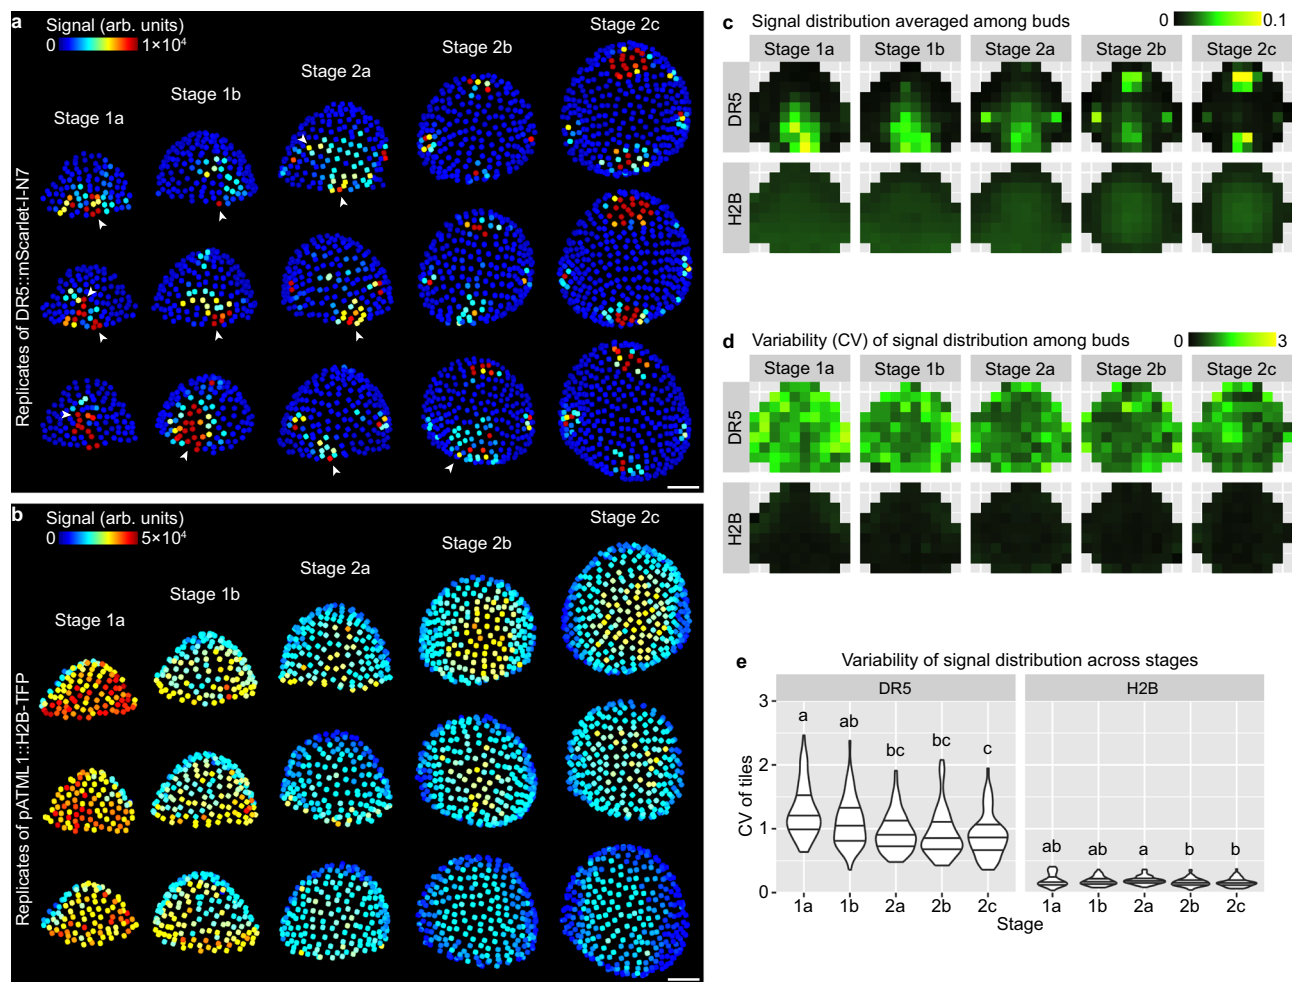 a
Signal (arb. units)
0 1×10⁴
Stage 1a
Stage 1b
Stage 2a
Stage 2b
Stage 2c
Replicates of DR5::mScarlet-I-N7
b
Signal (arb. units)
0 5×10⁴
Stage 1a
Stage 1b
Stage 2a
Stage 2b
Stage 2c
Replicates of pATML1::H2B-TFP
c Signal distribution averaged among buds 0 0.1
Stage 1a Stage 1b Stage 2a Stage 2b Stage 2c
DR5
H2B
d Variability (CV) of signal distribution among buds 0 3
Stage 1a Stage 1b Stage 2a Stage 2b Stage 2c
DR5
H2B
e Variability of signal distribution across stages
DR5 H2B
CV of tiles
3
2
1
0
a ab bc bc c
ab ab a b b
1a 1b 2a 2b 2c 1a 1b 2a 2b 2c
Stage